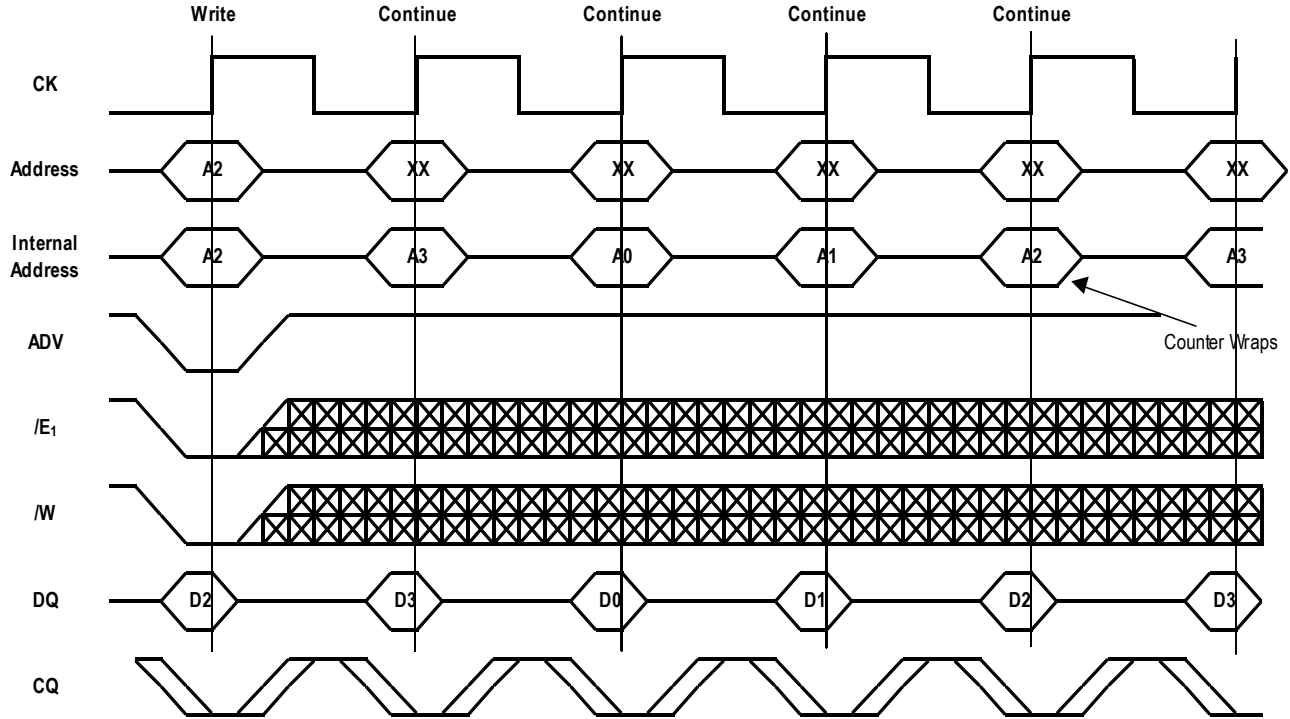 Write Continue Continue Continue Continue
CK
Address A2 XX XX XX XX XX
Internal
Address
A2 A3 A0 A1 A2 A3
ADV
Counter Wraps
/E₁
/W
DQ D2 D3 D0 D1 D2 D3
CQ